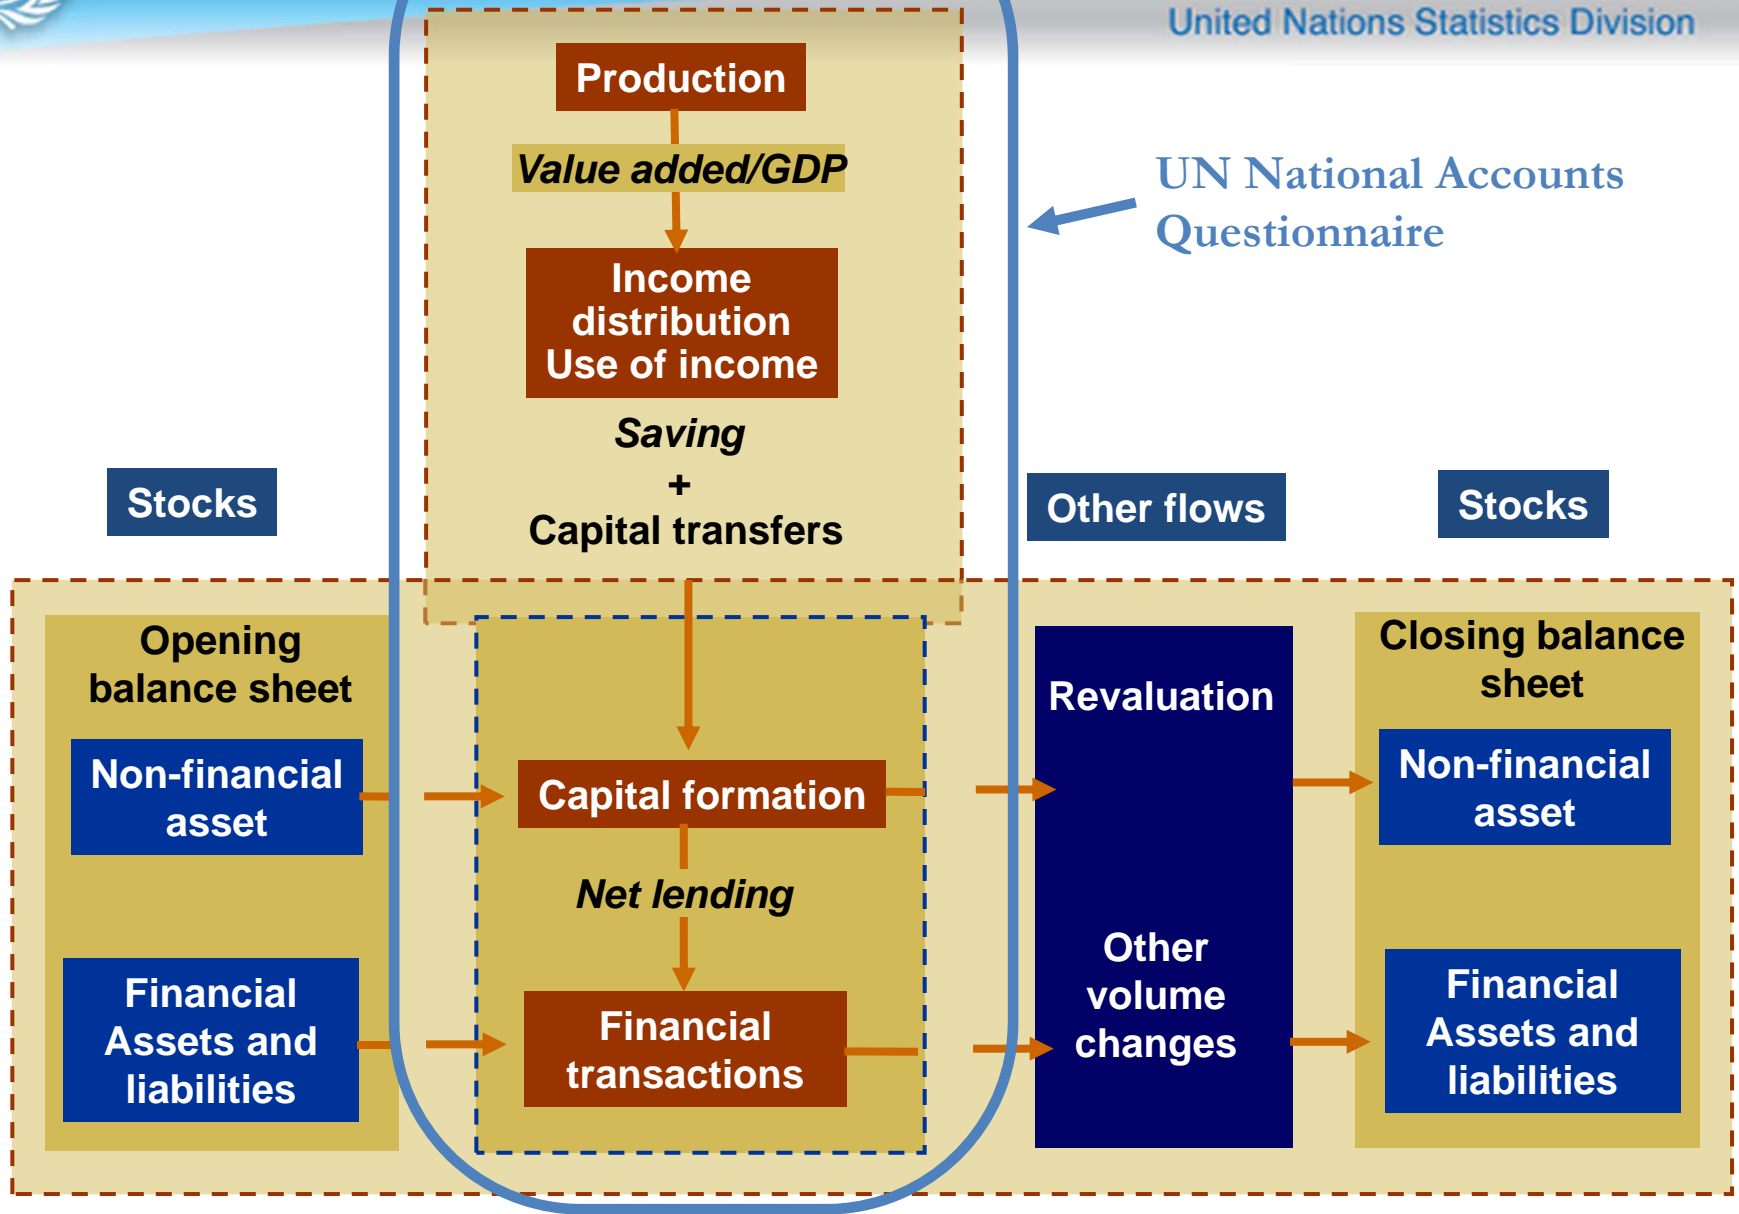 United Nations Statistics Division
Production
Value added/GDP
UN National Accounts
Questionnaire
Income
distribution
Use of income
Saving
+
Capital transfers
Stocks
Other flows
Stocks
Opening
balance sheet
Non-financial
asset
Financial
Assets and
liabilities
Capital formation
Net lending
Financial
transactions
Revaluation
Other
volume
changes
Closing balance
sheet
Non-financial
asset
Financial
Assets and
liabilities